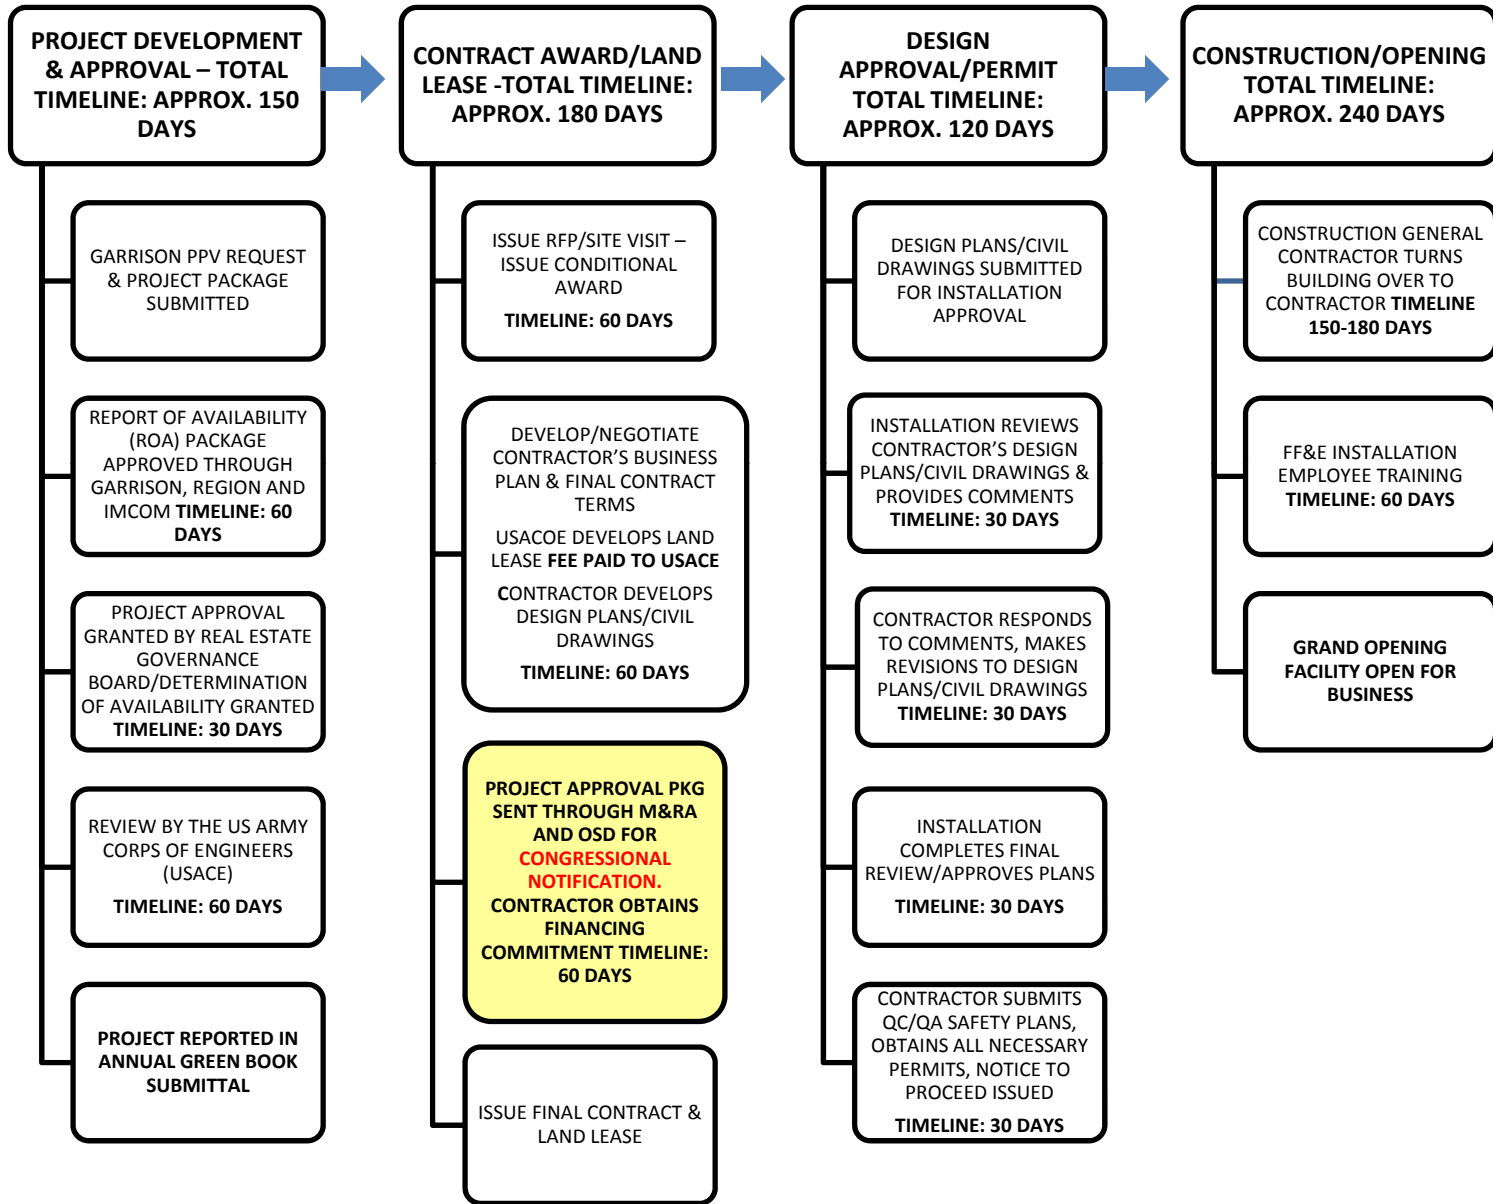 PROJECT DEVELOPMENT
& APPROVAL – TOTAL
TIMELINE: APPROX. 150
DAYS
GARRISON PPV REQUEST
& PROJECT PACKAGE
SUBMITTED
REPORT OF AVAILABILITY
(ROA) PACKAGE
APPROVED THROUGH
GARRISON, REGION AND
IMCOM TIMELINE: 60
DAYS
PROJECT APPROVAL
GRANTED BY REAL ESTATE
GOVERNANCE
BOARD/DETERMINATION
OF AVAILABILITY GRANTED
TIMELINE: 30 DAYS
REVIEW BY THE US ARMY
CORPS OF ENGINEERS
(USACE)
TIMELINE: 60 DAYS
PROJECT REPORTED IN
ANNUAL GREEN BOOK
SUBMITTAL
CONTRACT AWARD/LAND
LEASE -TOTAL TIMELINE:
APPROX. 180 DAYS
ISSUE RFP/SITE VISIT –
ISSUE CONDITIONAL
AWARD
TIMELINE: 60 DAYS
DEVELOP/NEGOTIATE
CONTRACTOR’S BUSINESS
PLAN & FINAL CONTRACT
TERMS
USACOE DEVELOPS LAND
LEASE FEE PAID TO USACE
CONTRACTOR DEVELOPS
DESIGN PLANS/CIVIL
DRAWINGS
TIMELINE: 60 DAYS
PROJECT APPROVAL PKG
SENT THROUGH M&RA
AND OSD FOR
CONGRESSIONAL
NOTIFICATION.
CONTRACTOR OBTAINS
FINANCING
COMMITMENT TIMELINE:
60 DAYS
ISSUE FINAL CONTRACT &
LAND LEASE
DESIGN
APPROVAL/PERMIT
TOTAL TIMELINE:
APPROX. 120 DAYS
DESIGN PLANS/CIVIL
DRAWINGS SUBMITTED
FOR INSTALLATION
APPROVAL
INSTALLATION REVIEWS
CONTRACTOR’S DESIGN
PLANS/CIVIL DRAWINGS &
PROVIDES COMMENTS
TIMELINE: 30 DAYS
CONTRACTOR RESPONDS
TO COMMENTS, MAKES
REVISIONS TO DESIGN
PLANS/CIVIL DRAWINGS
TIMELINE: 30 DAYS
INSTALLATION
COMPLETES FINAL
REVIEW/APPROVES PLANS
TIMELINE: 30 DAYS
CONTRACTOR SUBMITS
QC/QA SAFETY PLANS,
OBTAINS ALL NECESSARY
PERMITS, NOTICE TO
PROCEED ISSUED
TIMELINE: 30 DAYS
CONSTRUCTION/OPENING
TOTAL TIMELINE:
APPROX. 240 DAYS
CONSTRUCTION GENERAL
CONTRACTOR TURNS
BUILDING OVER TO
CONTRACTOR TIMELINE
150-180 DAYS
FF&E INSTALLATION
EMPLOYEE TRAINING
TIMELINE: 60 DAYS
GRAND OPENING
FACILITY OPEN FOR
BUSINESS